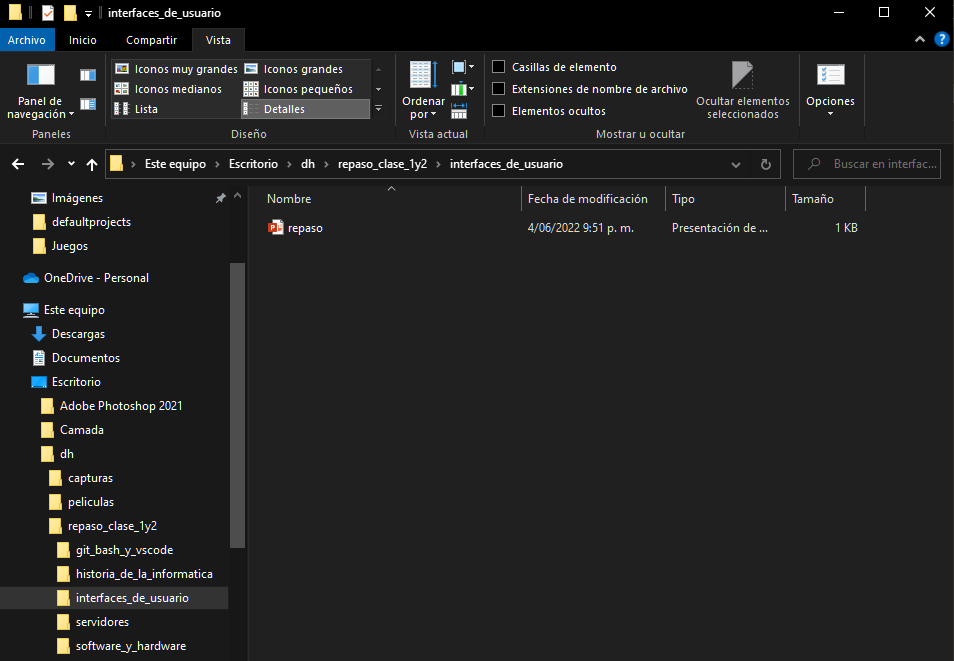 interfaces_de_usuario
Archivo Inicio Compartir Vista
Panel de navegación
Paneles
Iconos muy grandes Iconos grandes
Iconos medianos Iconos pequeños
Lista Detalles
Diseño
Ordenar por
Vista actual
Casillas de elemento
Extensiones de nombre de archivo
Elementos ocultos
Ocultar elementos seleccionados
Mostrar u ocultar
Opciones
Este equipo > Escritorio > dh > repaso_clase_1y2 > interfaces_de_usuario
Buscar en interfac...
Imágenes
defaultprojects
Juegos
OneDrive - Personal
Este equipo
Descargas
Documentos
Escritorio
Adobe Photoshop 2021
Camada
dh
capturas
peliculas
repaso_clase_1y2
git_bash_y_vscode
historia_de_la_informatica
interfaces_de_usuario
servidores
software_y_hardware
Nombre Fecha de modificación Tipo Tamaño
repaso 4/06/2022 9:51 p. m. Presentación de ... 1 KB